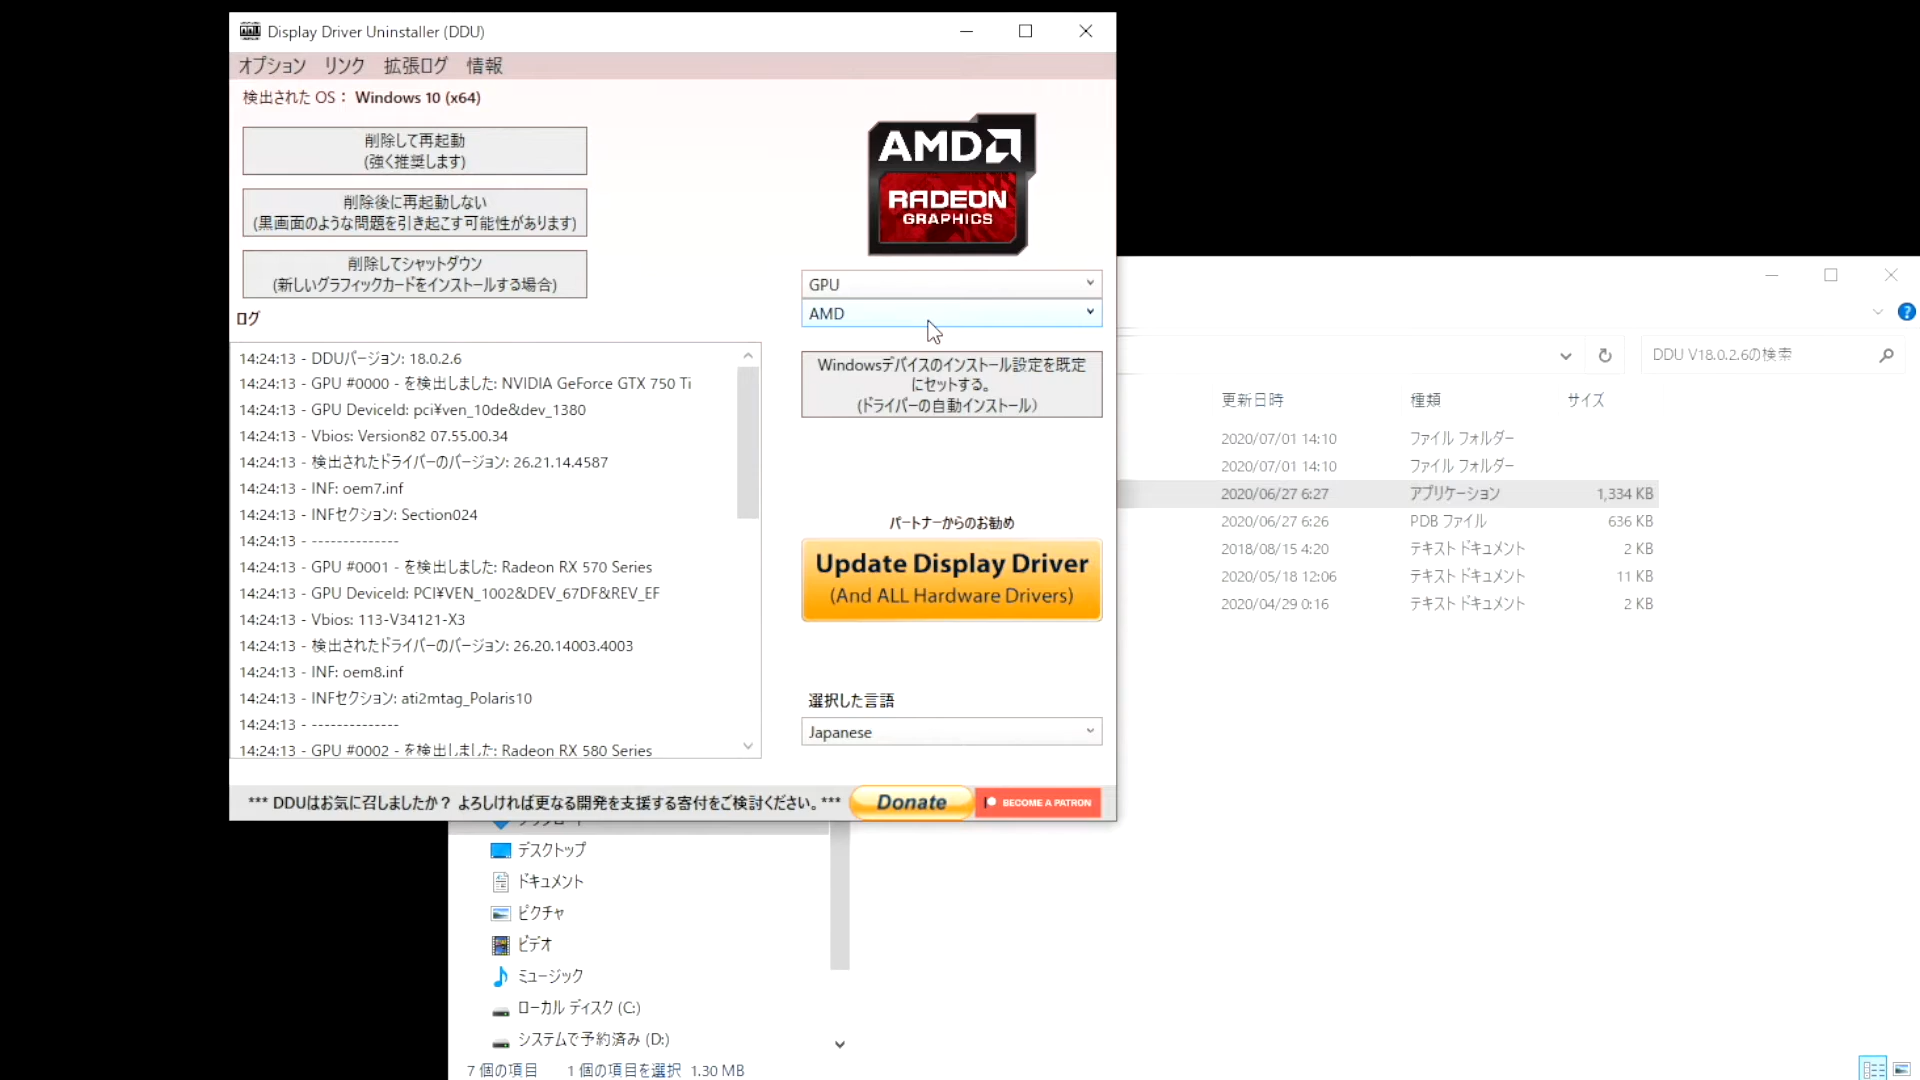 Display Driver Uninstaller (DDU)
オプション リンク 拡張ログ 情報
検出された OS： Windows 10 (x64)
削除して再起動
(強く推奨します)
削除後に再起動しない
(黒画面のような問題を引き起こす可能性があります)
削除してシャットダウン
(新しいグラフィックカードをインストールする場合)
ログ
14:24:13 - DDUバージョン: 18.0.2.6
14:24:13 - GPU #0000 - を検出しました: NVIDIA GeForce GTX 750 Ti
14:24:13 - GPU DeviceId: pci¥ven_10de&dev_1380
14:24:13 - Vbios: Version82 07.55.00.34
14:24:13 - 検出されたドライバーのバージョン: 26.21.14.4587
14:24:13 - INF: oem7.inf
14:24:13 - INFセクション: Section024
14:24:13 - --------------
14:24:13 - GPU #0001 - を検出しました: Radeon RX 570 Series
14:24:13 - GPU DeviceId: PCI¥VEN_1002&DEV_67DF&REV_EF
14:24:13 - Vbios: 113-V34121-X3
14:24:13 - 検出されたドライバーのバージョン: 26.20.14003.4003
14:24:13 - INF: oem8.inf
14:24:13 - INFセクション: ati2mtag_Polaris10
14:24:13 - --------------
14:24:13 - GPU #0002 - を検出しました: Radeon RX 580 Series
AMD
RADEON
GRAPHICS
GPU
AMD
Windowsデバイスのインストール設定を既定
にセットする。
(ドライバーの自動インストール)
パートナーからのお勧め
Update Display Driver
(And ALL Hardware Drivers)
選択した言語
Japanese
*** DDUはお気に召しましたか？ よろしければ更なる開発を支援する寄付をご検討ください。***
Donate
BECOME A PATRON
DDU V18.0.2.6の検索
更新日時 種類 サイズ
2020/07/01 14:10 ファイル フォルダー
2020/07/01 14:10 ファイル フォルダー
2020/06/27 6:27 アプリケーション 1,334 KB
2020/06/27 6:26 PDB ファイル 636 KB
2018/08/15 4:20 テキスト ドキュメント 2 KB
2020/05/18 12:06 テキスト ドキュメント 11 KB
2020/04/29 0:16 テキスト ドキュメント 2 KB
デスクトップ
ドキュメント
ピクチャ
ビデオ
ミュージック
ローカル ディスク (C:)
システムで予約済み (D:)
7 個の項目 1 個の項目を選択 1.30 MB